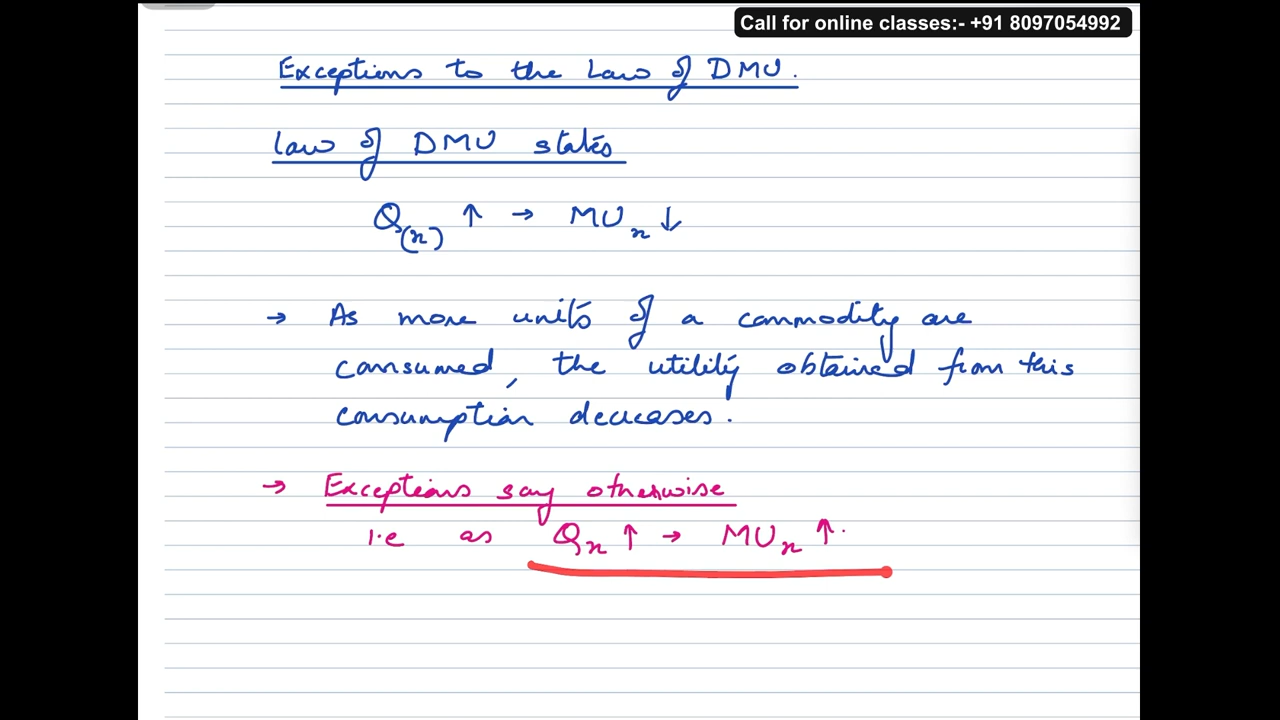 Call for online classes:- +91 8097054992
Exceptions to the Law of DMU.
Law of DMU states
Q(x) ↑ → MUx ↓
→ As more units of a commodity are
consumed, the utility obtained from this
consumption decreases.
→ Exceptions say otherwise
i.e as Qx ↑ → MUx ↑.